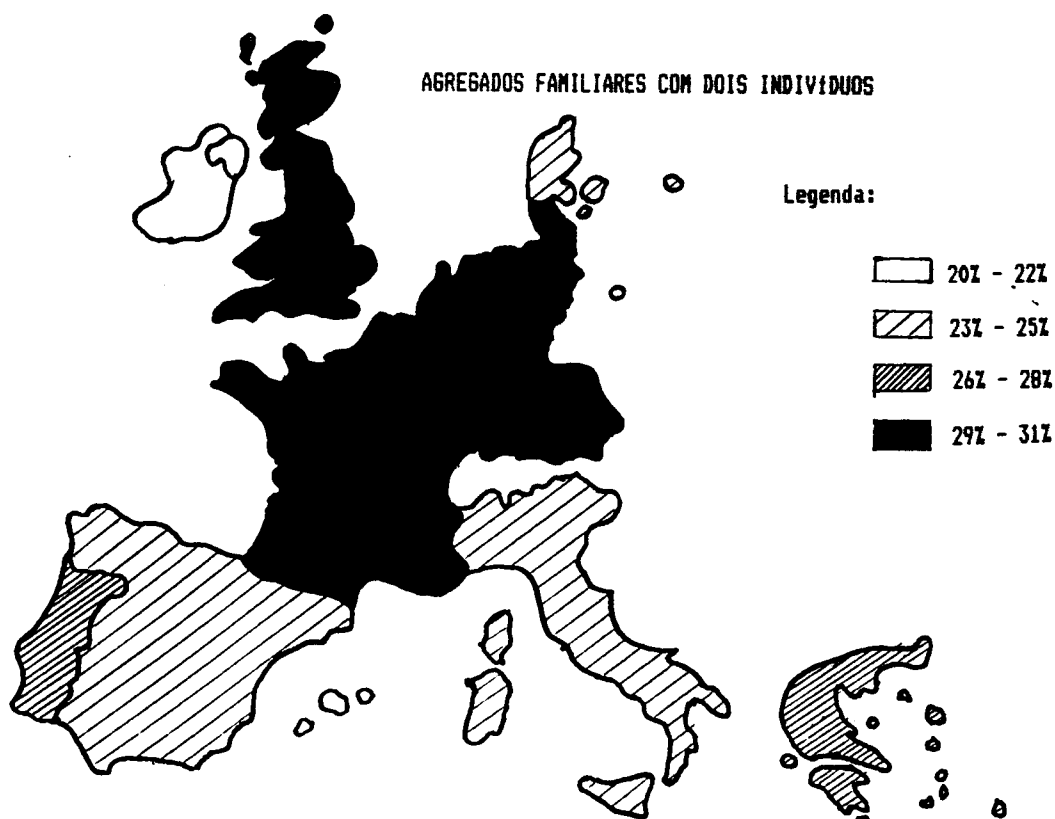 AGREGADOS FAMILIARES COM DOIS INDIVíDUOS
Legenda:
20% - 22%
23% - 25%
26% - 28%
29% - 31%